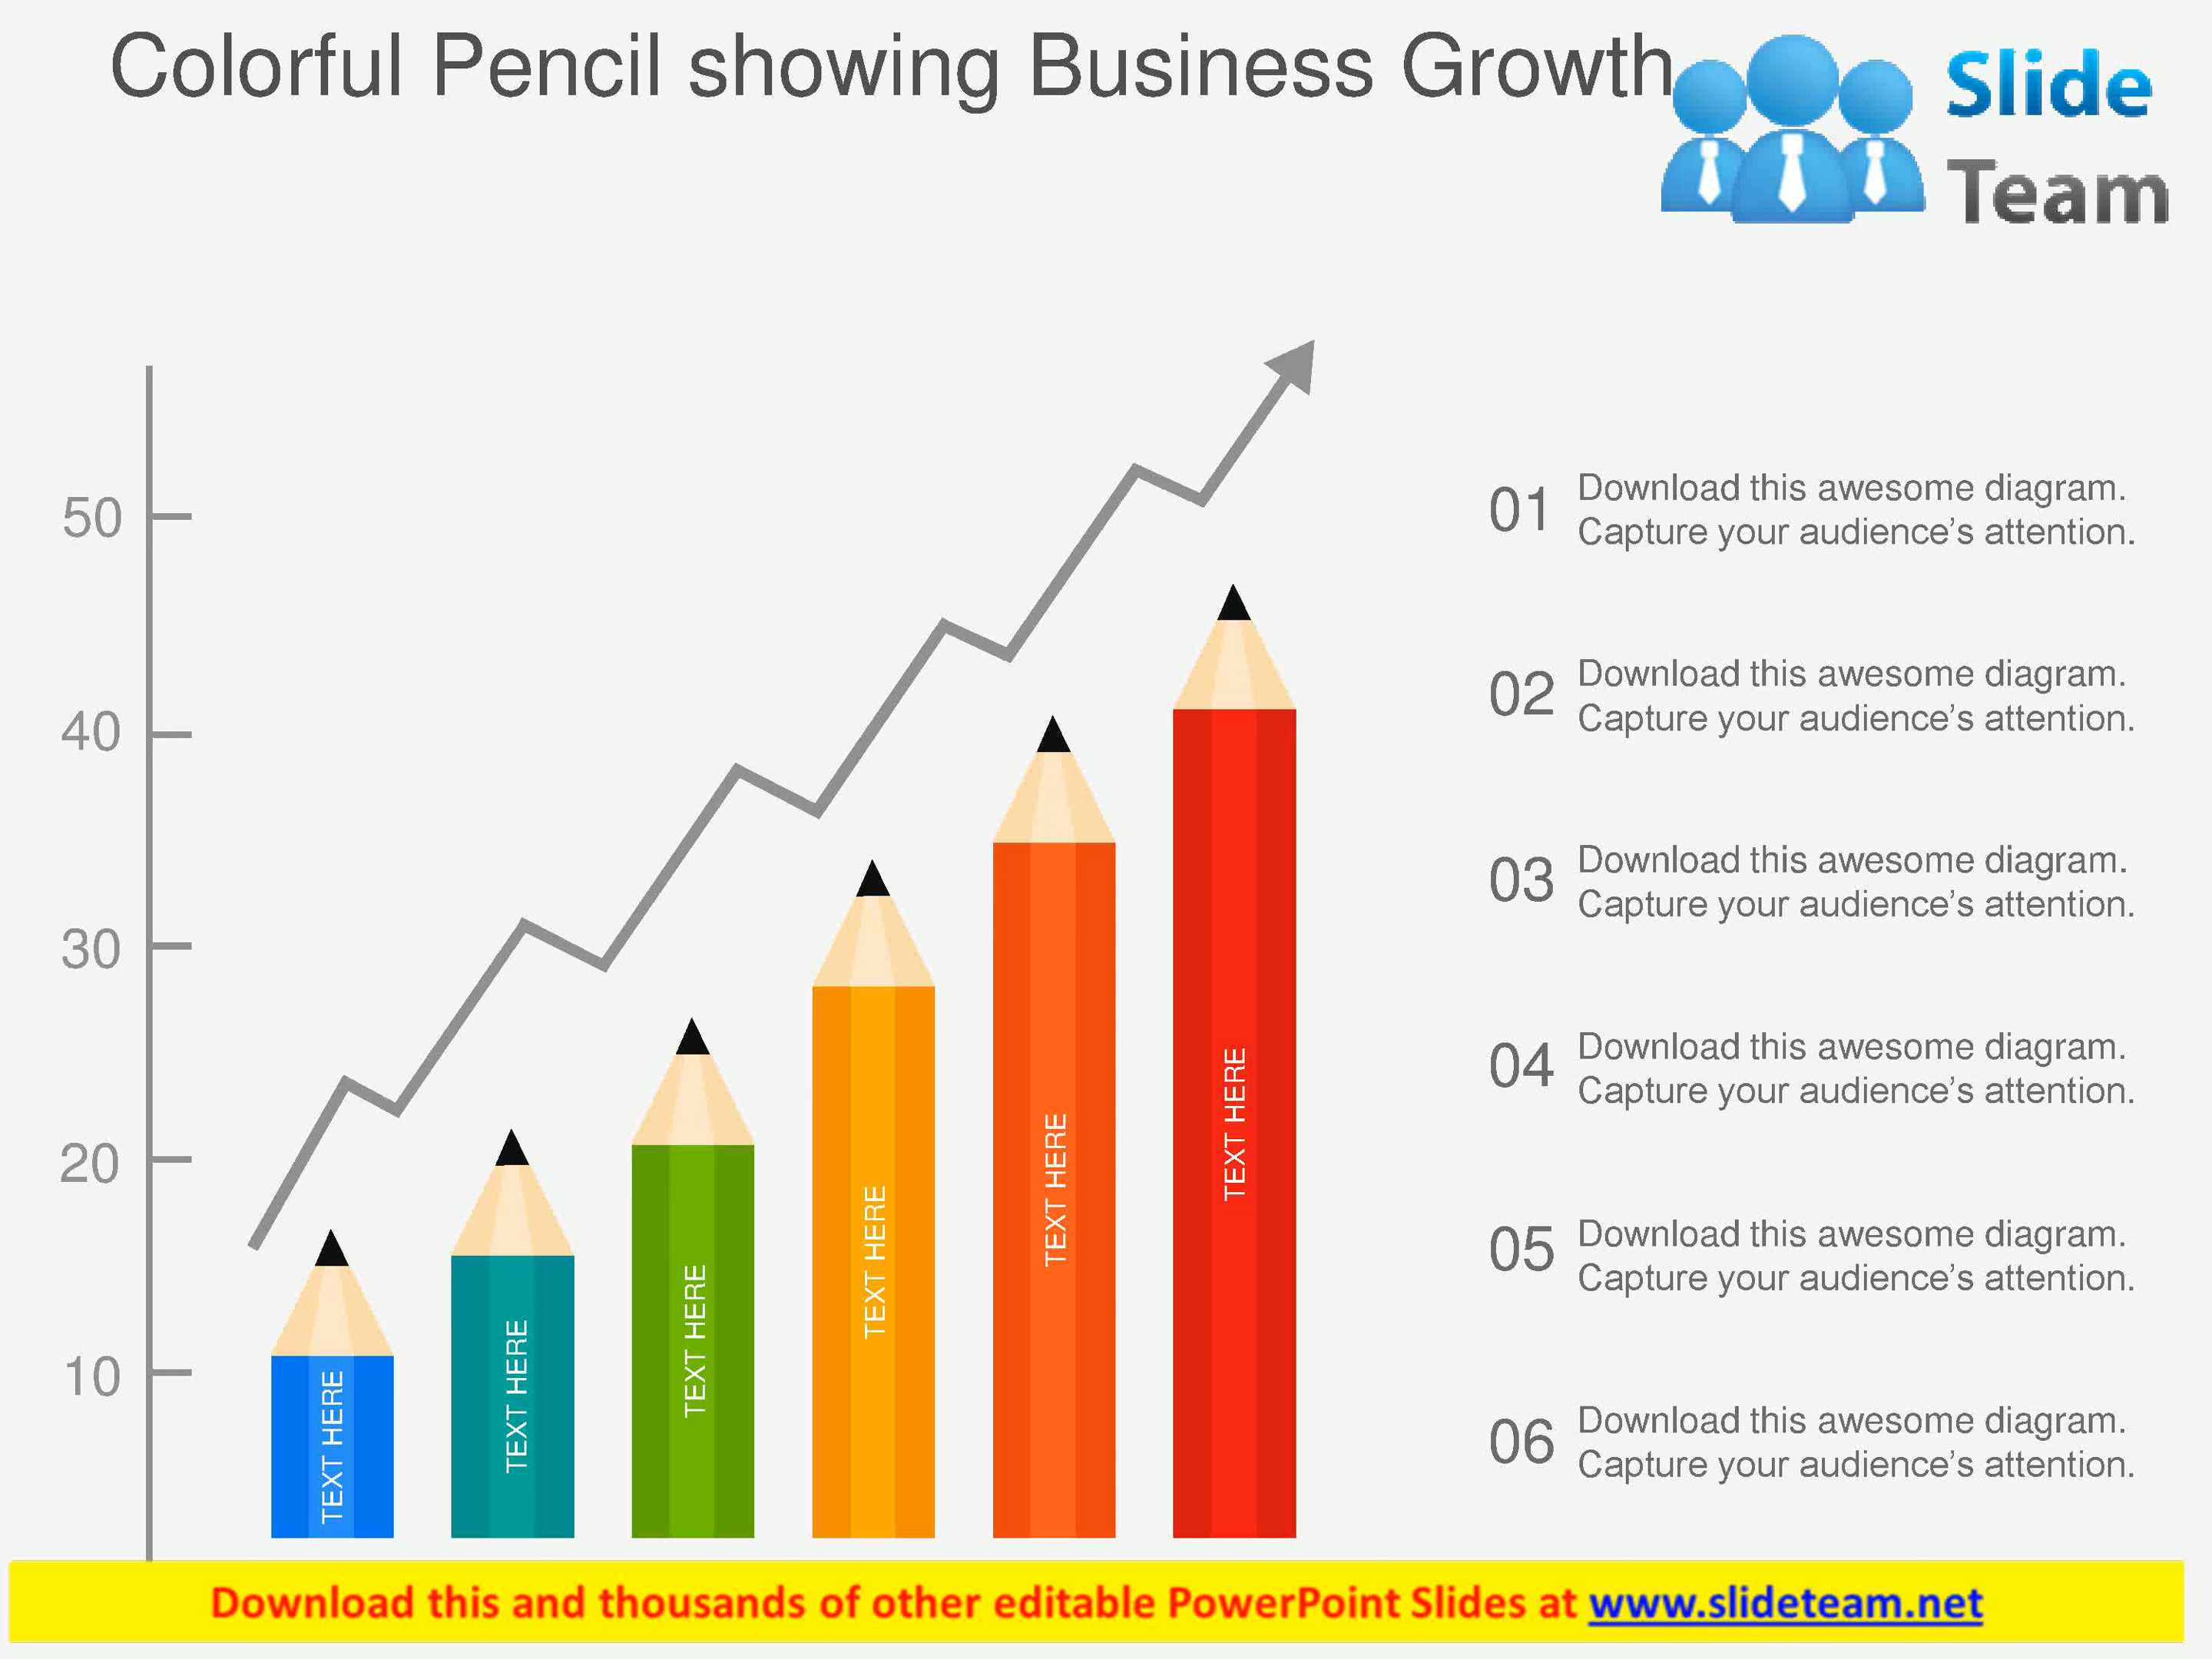 Colorful Pencil showing Business Growth
Slide
Team
50
40
30
20
10
TEXT HERE
TEXT HERE
TEXT HERE
TEXT HERE
TEXT HERE
TEXT HERE
01
Download this awesome diagram.
Capture your audience’s attention.
02
Download this awesome diagram.
Capture your audience’s attention.
03
Download this awesome diagram.
Capture your audience’s attention.
04
Download this awesome diagram.
Capture your audience’s attention.
05
Download this awesome diagram.
Capture your audience’s attention.
06
Download this awesome diagram.
Capture your audience’s attention.
Download this and thousands of other editable PowerPoint Slides at www.slideteam.net